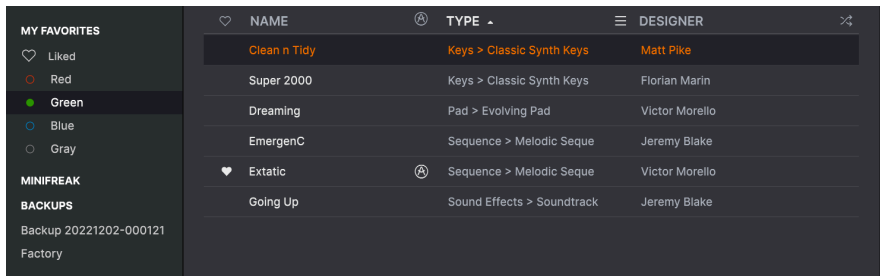 MY FAVORITES
Liked
Red
Green
Blue
Gray
MINIFREAK
BACKUPS
Backup 20221202-000121
Factory
NAME TYPE DESIGNER
Clean n Tidy Keys > Classic Synth Keys Matt Pike
Super 2000 Keys > Classic Synth Keys Florian Marin
Dreaming Pad > Evolving Pad Victor Morello
EmergenC Sequence > Melodic Seque Jeremy Blake
Extatic Sequence > Melodic Seque Victor Morello
Going Up Sound Effects > Soundtrack Jeremy Blake